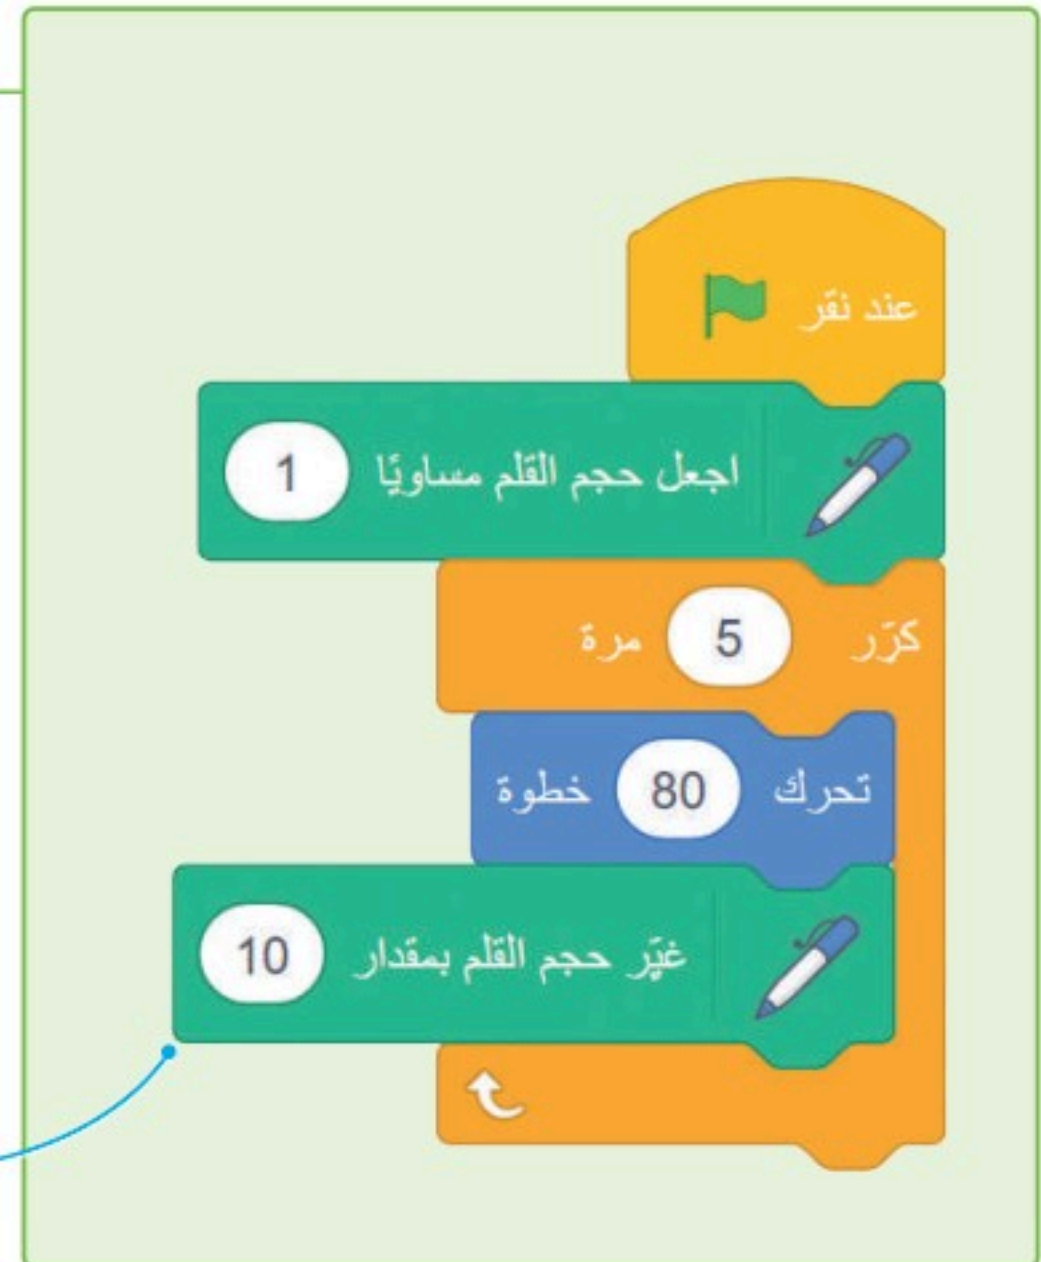 عند نقر
اجعل حجم القلم مساويًا 1
كرّر 5 مرة
تحرك 80 خطوة
غيّر حجم القلم بمقدار 10